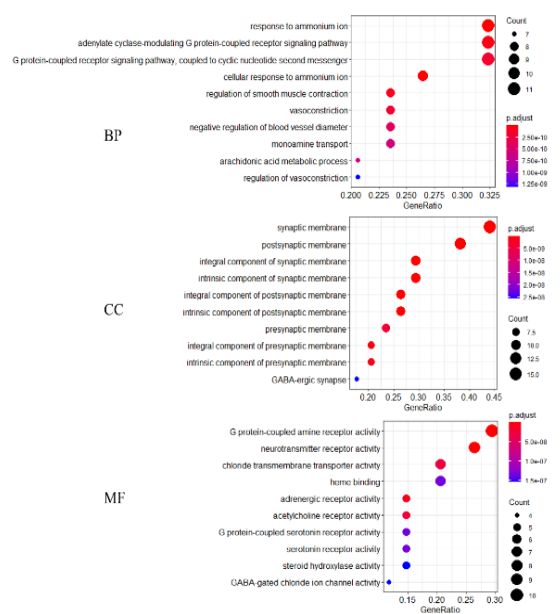 BP
response to ammonium ion
adenylate cyclase-modulating G protein-coupled receptor signaling pathway
G protein-coupled receptor signaling pathway, coupled to cyclic nucleotide second messenger
cellular response to ammonium ion
regulation of smooth muscle contraction
vasoconstriction
negative regulation of blood vessel diameter
monoamine transport
arachidonic acid metabolic process
regulation of vasoconstriction
0.200 0.225 0.250 0.275 0.300 0.325
GeneRatio
Count
7
8
9
10
11
p.adjust
2.50e-10
5.00e-10
7.50e-10
1.00e-09
1.25e-09
CC
synaptic membrane
postsynaptic membrane
integral component of synaptic membrane
intrinsic component of synaptic membrane
integral component of postsynaptic membrane
intrinsic component of postsynaptic membrane
presynaptic membrane
integral component of presynaptic membrane
intrinsic component of presynaptic membrane
GABA-ergic synapse
0.20 0.25 0.30 0.35 0.40 0.45
GeneRatio
p.adjust
5.0e-09
1.0e-08
1.5e-08
2.0e-08
2.5e-08
Count
7.5
10.0
12.5
15.0
MF
G protein-coupled amine receptor activity
neurotransmitter receptor activity
chloride transmembrane transporter activity
heme binding
adrenergic receptor activity
acetylcholine receptor activity
G protein-coupled serotonin receptor activity
serotonin receptor activity
steroid hydroxylase activity
GABA-gated chloride ion channel activity
0.15 0.20 0.25 0.30
GeneRatio
p.adjust
5.0e-08
1.0e-07
1.5e-07
Count
4
5
6
7
8
9
10